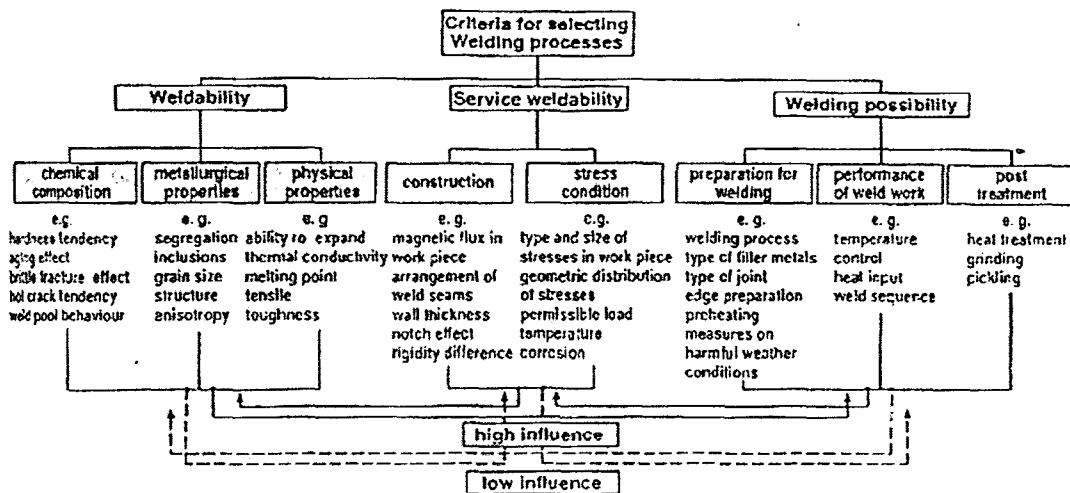 Criteria for selecting
Welding processes
Weldability
Service weldability
Welding possibility
chemical
composition
metallurgical
properties
physical
properties
construction
stress
condition
preparation for
welding
performance
of weld work
post
treatment
e.g.
hardness tendency
aging effect
brittle fracture effect
hot crack tendency
weld pool behaviour
e. g.
segregation
inclusions
grain size
structure
anisotropy
e. g
ability to expand
thermal conductivity
melting point
tensile
toughness
e. g.
magnetic flux in
work piece
arrangement of
weld seams
wall thickness
notch effect
rigidity difference
e.g.
type and size of
stresses in work piece
geometric distribution
of stresses
permissible load
temperature
corrosion
e. g.
welding process
type of filler metals
type of joint
edge preparation
preheating
measures on
harmful weather
conditions
e. g.
temperature
control
heat input
weld sequence
e. g.
heat treatment
grinding
pickling
high influence
low influence